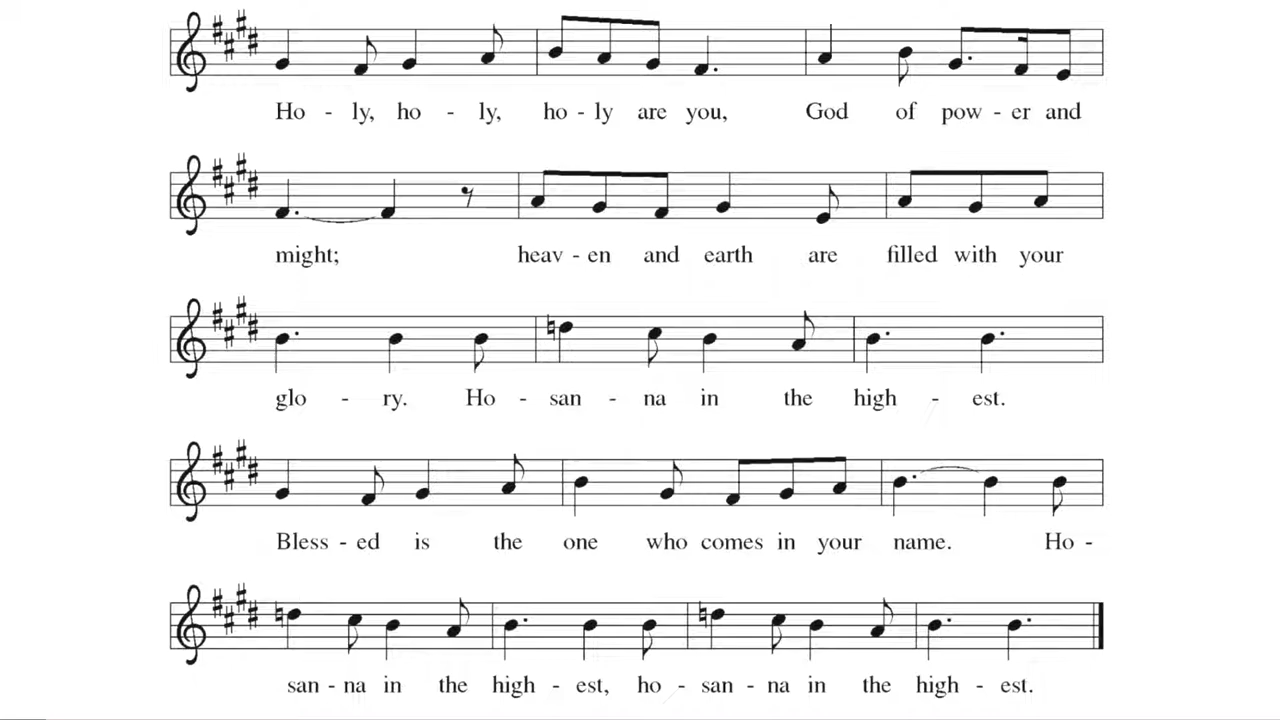 Ho - ly, ho - ly, ho - ly are you, God of pow - er and
might; heav - en and earth are filled with your
glo - ry. Ho - san - na in the high - est.
Bless - ed is the one who comes in your name. Ho -
san - na in the high - est, ho - san - na in the high - est.